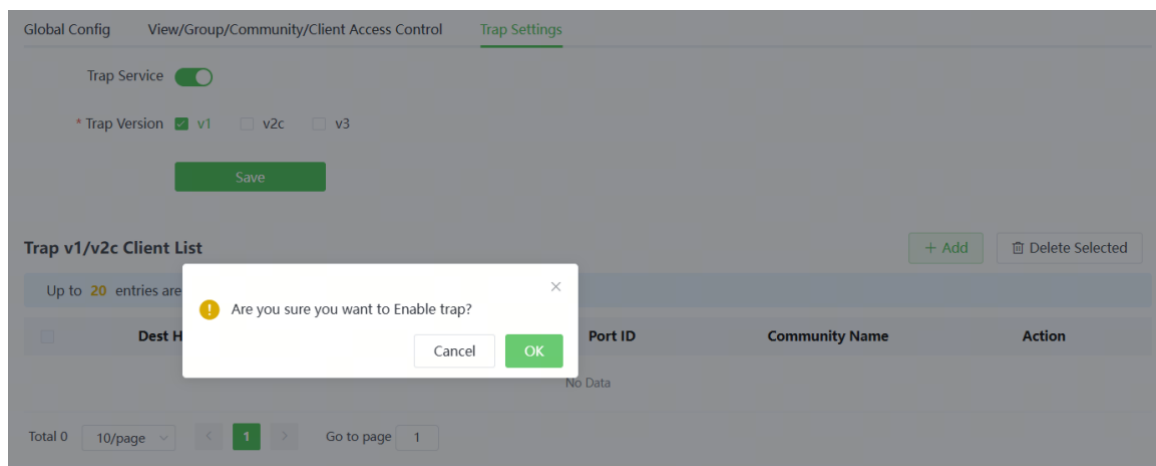 Global Config View/Group/Community/Client Access Control Trap Settings
Trap Service
* Trap Version v1 v2c v3
Save
Trap v1/v2c Client List + Add Delete Selected
Up to 20 entries are
Are you sure you want to Enable trap?
Cancel OK
Dest H Port ID Community Name Action
No Data
Total 0 10/page < 1 > Go to page 1